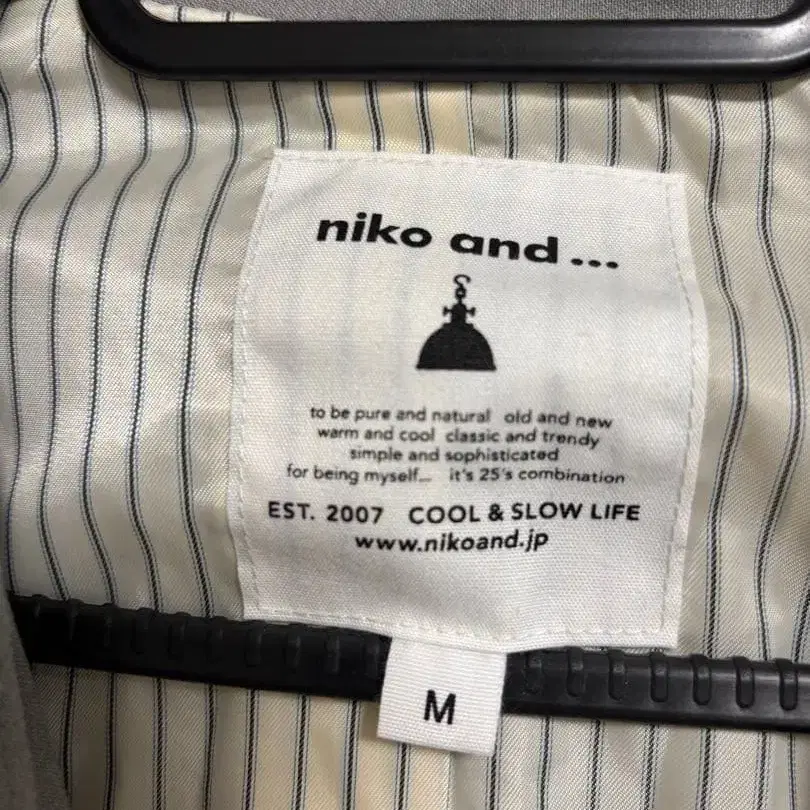 niko and ...
to be pure and natural old and new
warm and cool classic and trendy
simple and sophisticated
for being myself... it's 25's combination
EST. 2007 COOL & SLOW LIFE
www.nikoand.jp
M